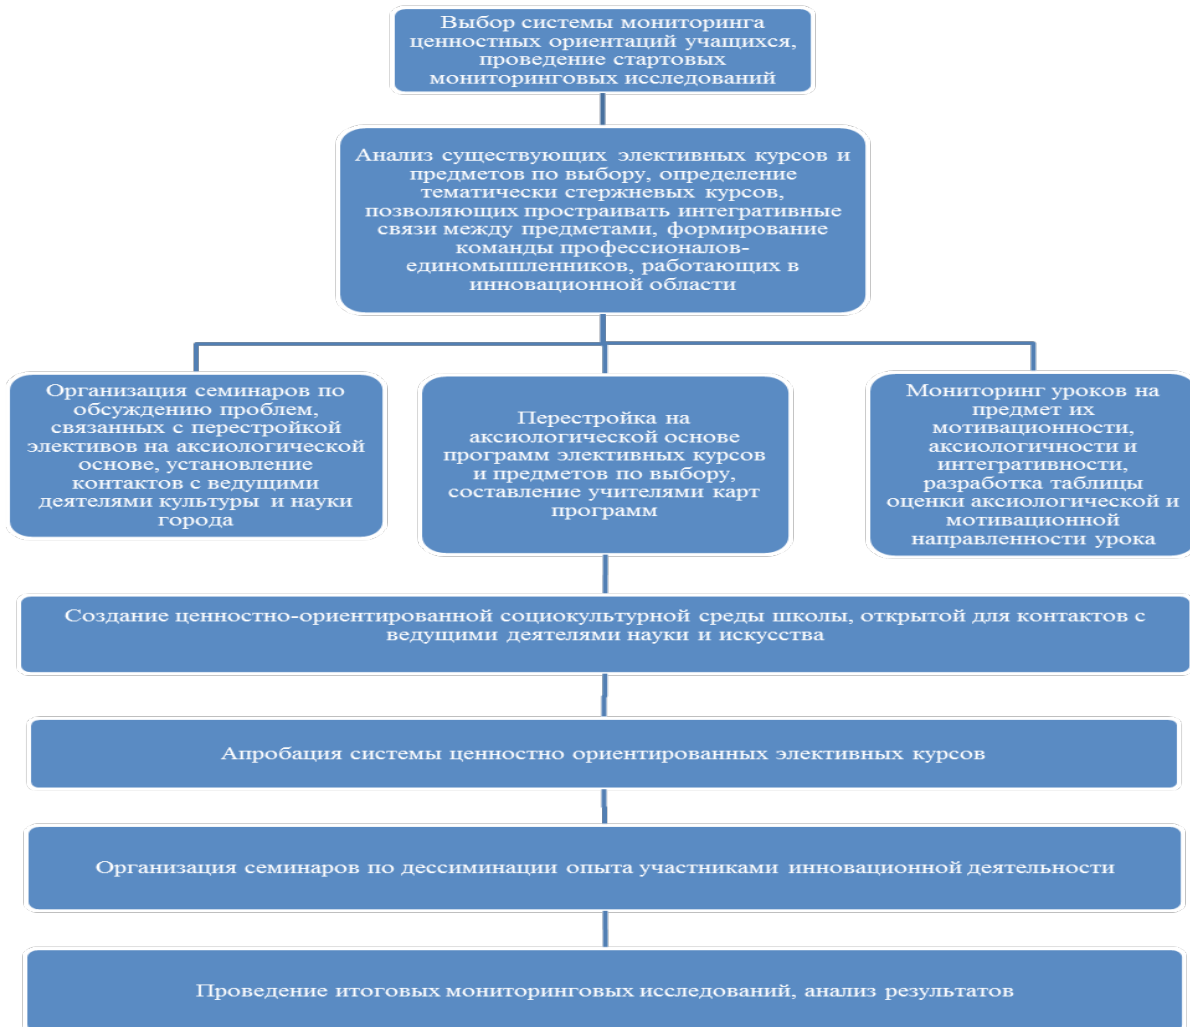 Выбор системы мониторинга
ценностных ориентаций учащихся,
проведение стартовых
мониторинговых исследований
Анализ существующих элективных курсов и
предметов по выбору, определение
тематически стержневых курсов,
позволяющих простраивать интегративные
связи между предметами, формирование
команды профессионалов-
единомышленников, работающих в
инновационной области
Организация семинаров по
обсуждению проблем,
связанных с перестройкой
элективов на аксиологической
основе, установление
контактов с ведущими
деятелями культуры и науки
города
Перестройка на
аксиологической основе
программ элективных курсов
и предметов по выбору,
составление учителями карт
программ
Мониторинг уроков на
предмет их
мотивационности,
аксиологичности и
интегративности,
разработка таблицы
оценки аксиологической и
мотивационной
направленности урока
Создание ценностно-ориентированной социокультурной среды школы, открытой для контактов с
ведущими деятелями науки и искусства
Апробация системы ценностно ориентированных элективных курсов
Организация семинаров по дессиминации опыта участниками инновационной деятельности
Проведение итоговых мониторинговых исследований, анализ результатов